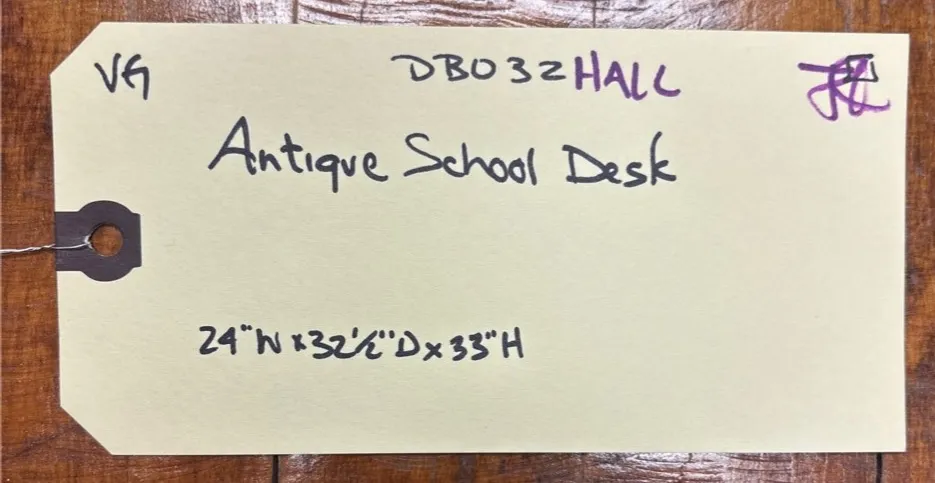 VG DB032HALL
Antique School Desk
24"W x 32½"D x 33"H